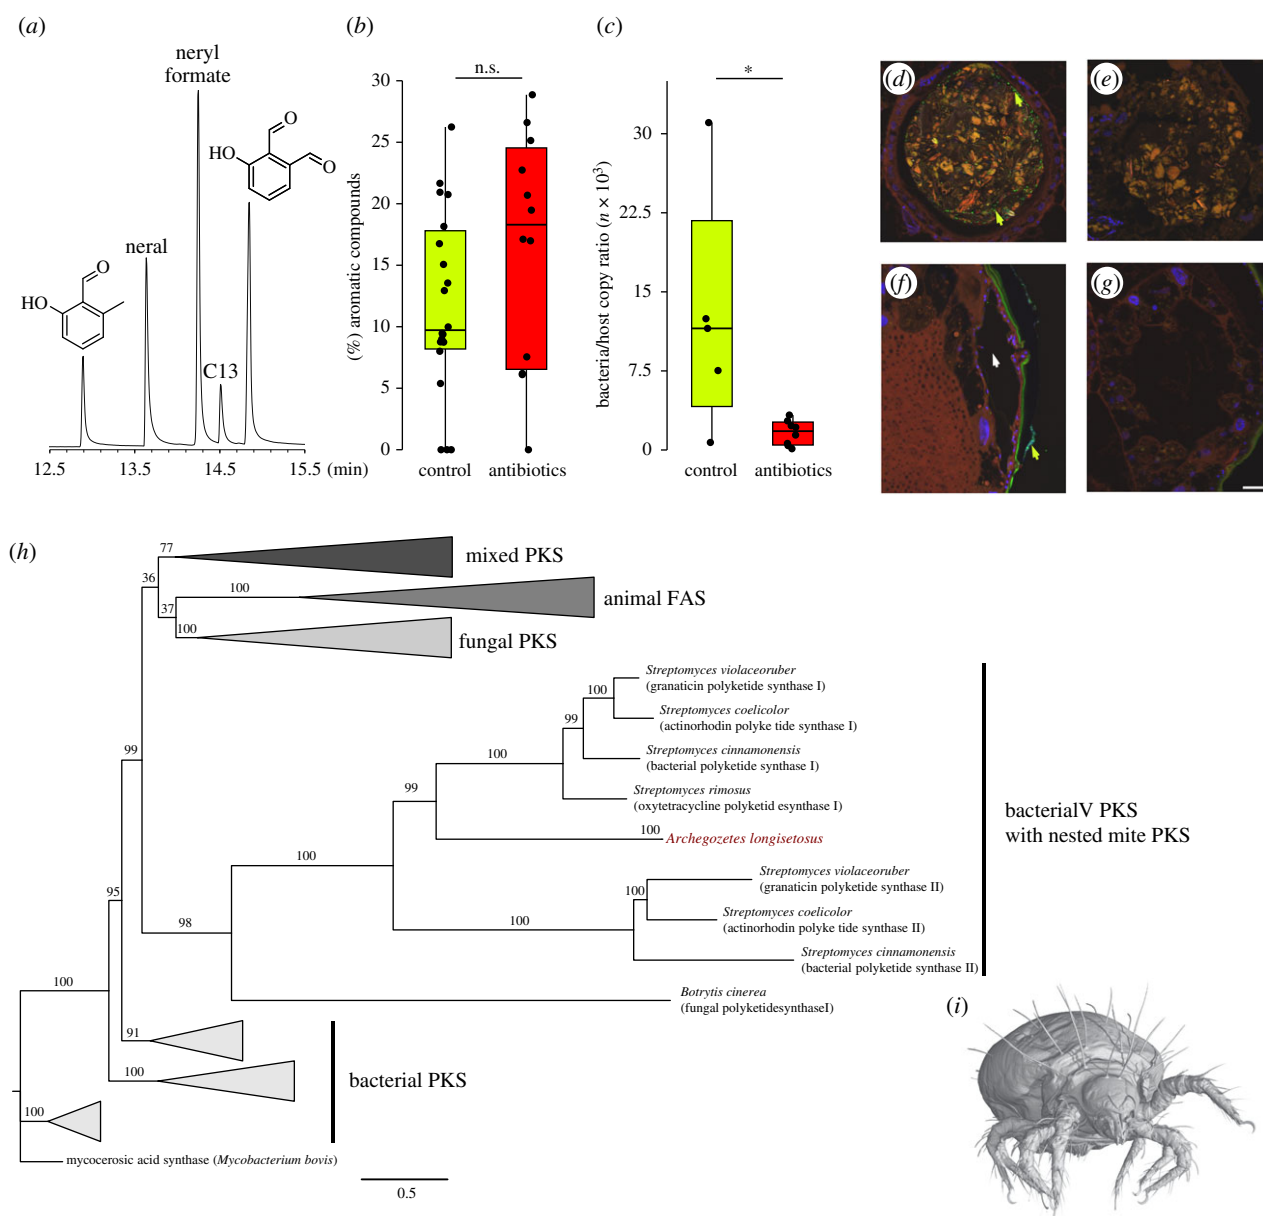 (a)
neryl
formate
HO
O
O
HO
O
neral
C13
12.5 13.5 14.5 15.5 (min)
(b)
n.s.
(%) aromatic compounds
30
25
20
15
10
5
0
control antibiotics
(c)
*
bacteria/host copy ratio (n × 10³)
30
22.5
15
7.5
0
control antibiotics
(d)
(e)
(f)
(g)
(h)
77
mixed PKS
36
100
animal FAS
37
100
fungal PKS
Streptomyces violaceoruber
(granaticin polyketide synthase I)
100
Streptomyces coelicolor
(actinorhodin polyke tide synthase I)
99
100
Streptomyces cinnamonensis
(bacterial polyketide synthase I)
99
99
Streptomyces rimosus
(oxytetracycline polyketid esynthase I)
100
Archegozetes longisetosus
bacterialV PKS
with nested mite PKS
100
Streptomyces violaceoruber
(granaticin polyketide synthase II)
95
100
98
100
Streptomyces coelicolor
(actinorhodin polyke tide synthase II)
Streptomyces cinnamonensis
(bacterial polyketide synthase II)
100
Botrytis cinerea
(fungal polyketidesynthaseI)
91
100
bacterial PKS
100
mycocerosic acid synthase (Mycobacterium bovis)
0.5
(i)